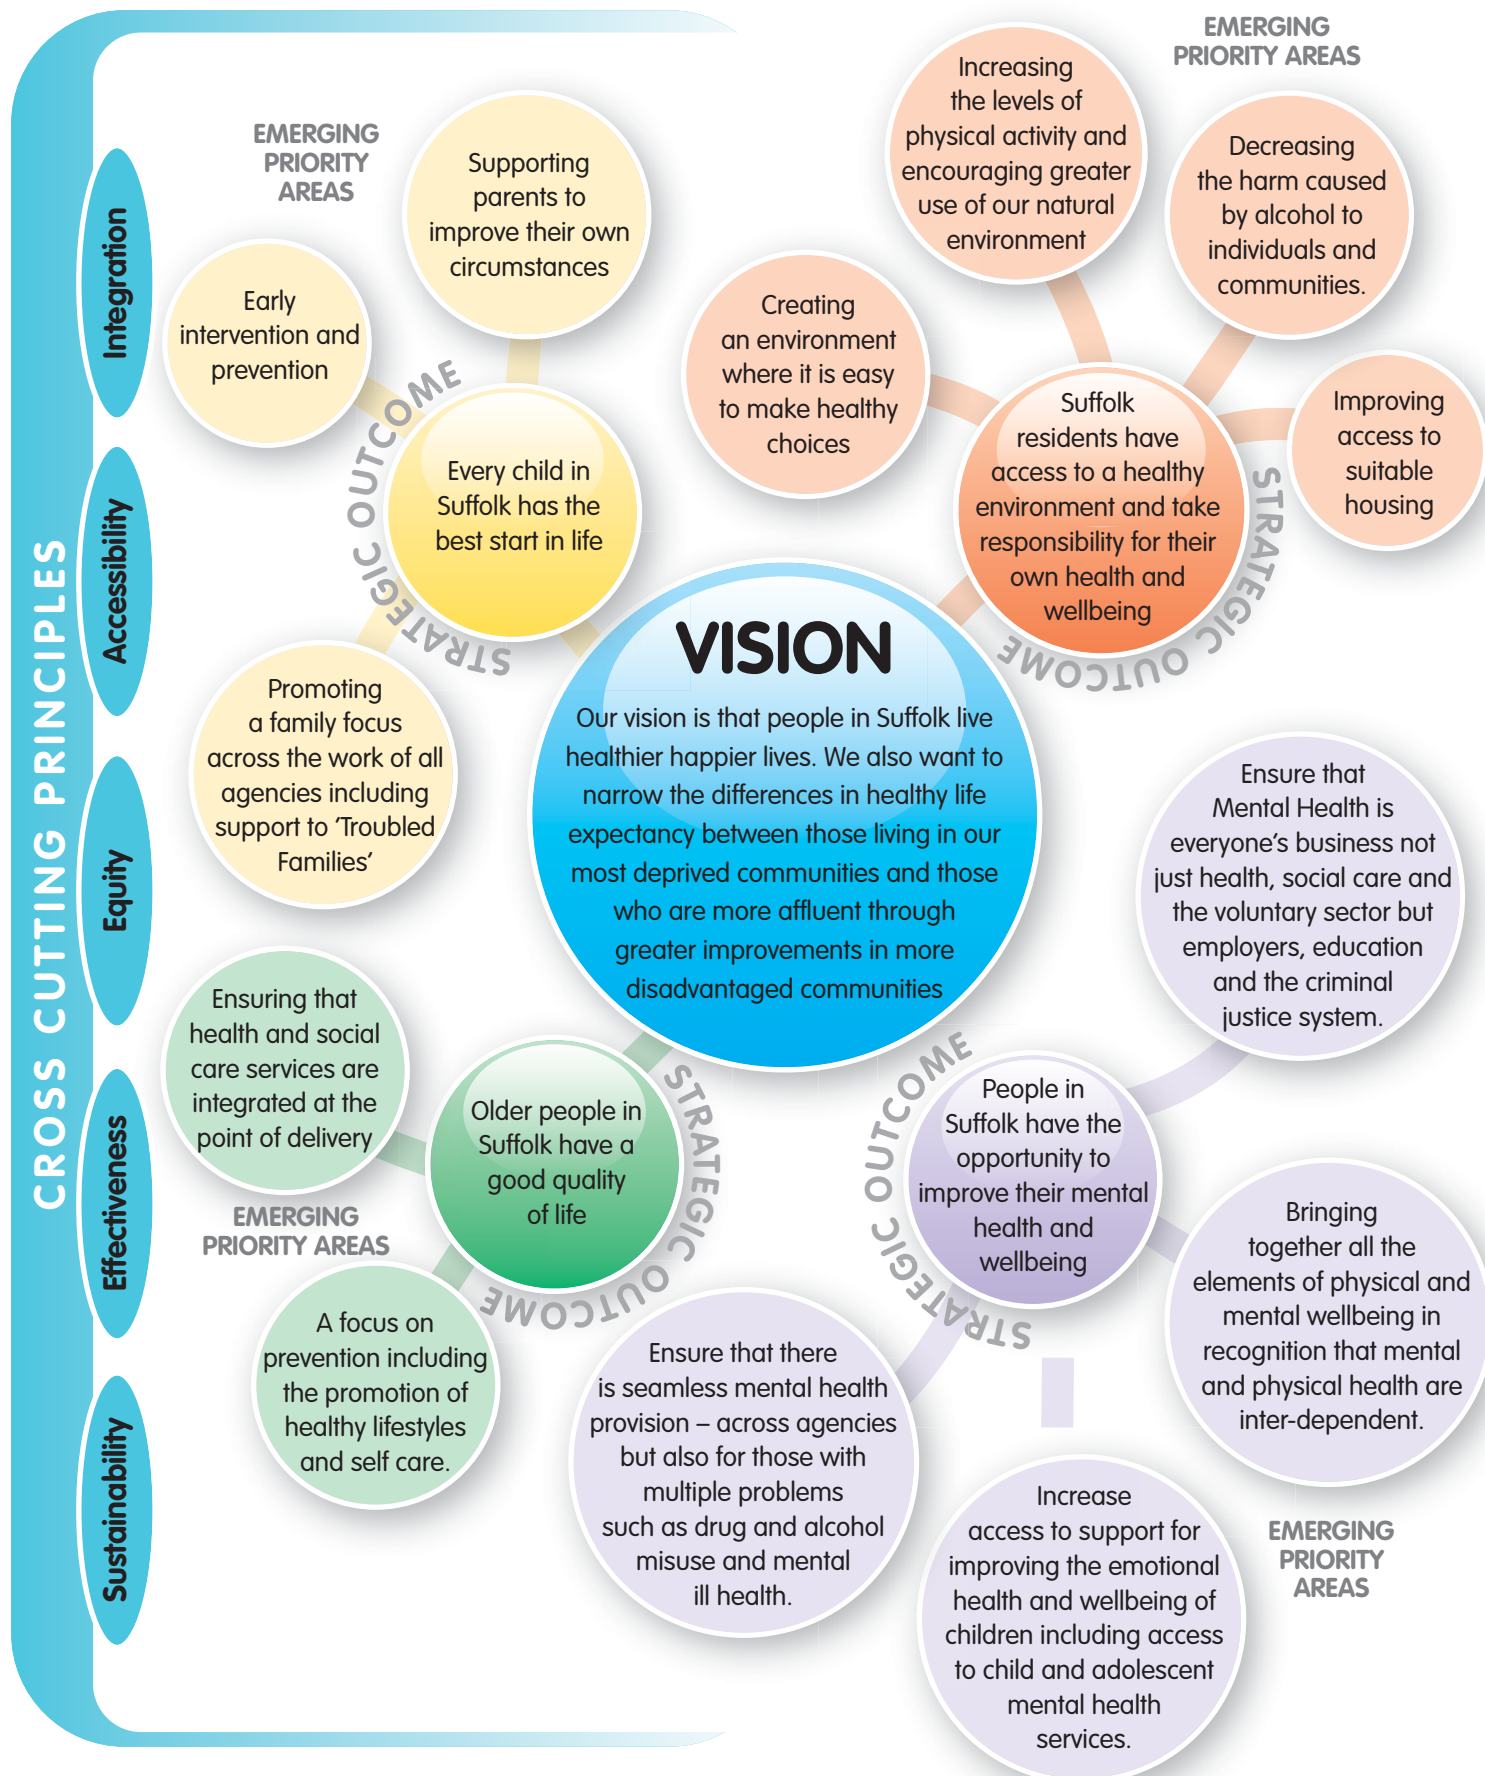 CROSS CUTTING PRINCIPLES
Integration
Accessibility
Equity
Effectiveness
Sustainability
EMERGING
PRIORITY
AREAS
Supporting
parents to
improve their own
circumstances
Early
intervention and
prevention
STRATEGIC OUTCOME
Every child in
Suffolk has the
best start in life
Promoting
a family focus
across the work of all
agencies including
support to ‘Troubled
Families’
EMERGING
PRIORITY AREAS
Increasing
the levels of
physical activity and
encouraging greater
use of our natural
environment
Decreasing
the harm caused
by alcohol to
individuals and
communities.
Creating
an environment
where it is easy
to make healthy
choices
Improving
access to
suitable
housing
Suffolk
residents have
access to a healthy
environment and take
responsibility for their
own health and
wellbeing
STRATEGIC OUTCOME
VISION
Our vision is that people in Suffolk live
healthier happier lives. We also want to
narrow the differences in healthy life
expectancy between those living in our
most deprived communities and those
who are more affluent through
greater improvements in more
disadvantaged communities
Ensuring that
health and social
care services are
integrated at the
point of delivery
Older people in
Suffolk have a
good quality
of life
STRATEGIC OUTCOME
EMERGING
PRIORITY AREAS
A focus on
prevention including
the promotion of
healthy lifestyles
and self care.
Ensure that
Mental Health is
everyone’s business not
just health, social care and
the voluntary sector but
employers, education
and the criminal
justice system.
STRATEGIC OUTCOME
People in
Suffolk have the
opportunity to
improve their mental
health and
wellbeing
Bringing
together all the
elements of physical and
mental wellbeing in
recognition that mental
and physical health are
inter-dependent.
Ensure that there
is seamless mental health
provision – across agencies
but also for those with
multiple problems
such as drug and alcohol
misuse and mental
ill health.
Increase
access to support for
improving the emotional
health and wellbeing of
children including access
to child and adolescent
mental health
services.
EMERGING
PRIORITY
AREAS